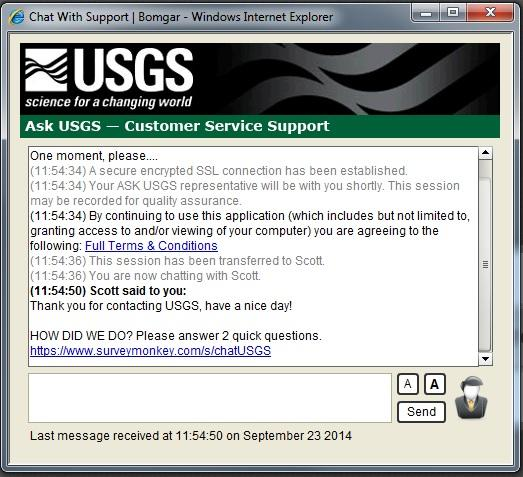 Chat With Support | Bomgar - Windows Internet Explorer
USGS
science for a changing world
Ask USGS — Customer Service Support
One moment, please....
(11:54:34) A secure encrypted SSL connection has been established.
(11:54:34) Your ASK USGS representative will be with you shortly. This session
may be recorded for quality assurance.
(11:54:34) By continuing to use this application (which includes but not limited to,
granting access to and/or viewing of your computer) you are agreeing to the
following: Full Terms & Conditions
(11:54:36) This session has been transferred to Scott.
(11:54:36) You are now chatting with Scott.
(11:54:50) Scott said to you:
Thank you for contacting USGS, have a nice day!
HOW DID WE DO? Please answer 2 quick questions.
https://www.surveymonkey.com/s/chatUSGS
A A
Send
Last message received at 11:54:50 on September 23 2014